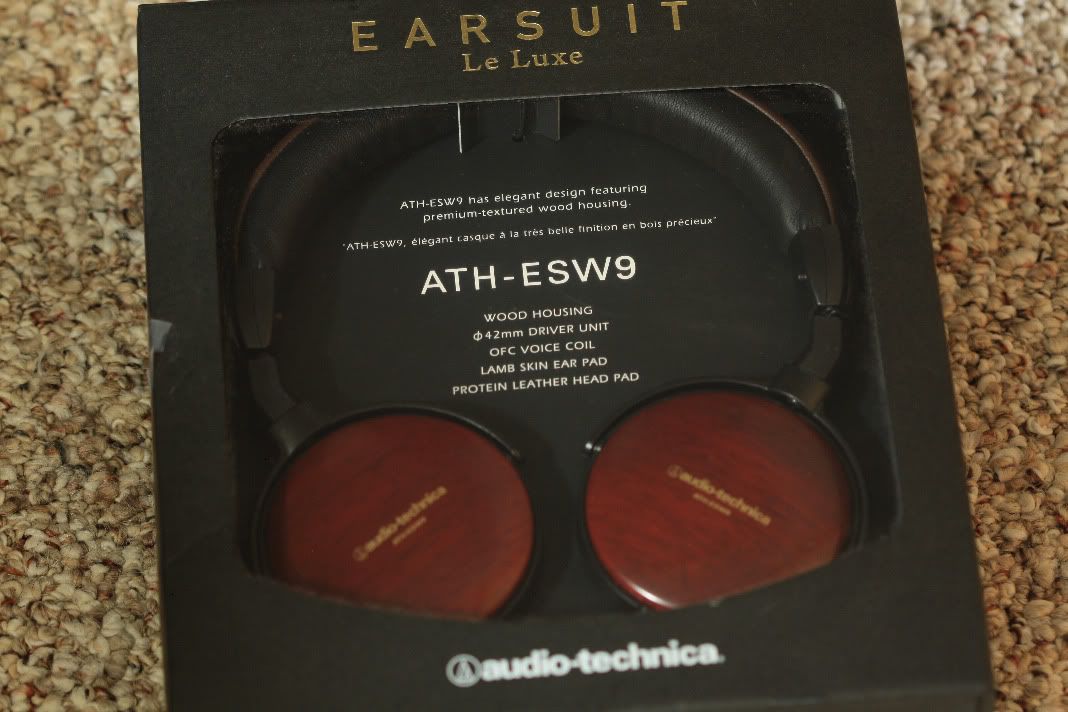 EARSUIT
Le Luxe
ATH-ESW9 has elegant design featuring
premium-textured wood housing.
"ATH-ESW9, élégant casque à la très belle finition en bois précieux"
ATH-ESW9
WOOD HOUSING
φ42mm DRIVER UNIT
OFC VOICE COIL
LAMB SKIN EAR PAD
PROTEIN LEATHER HEAD PAD
audio-technica
audio-technica
audio-technica.